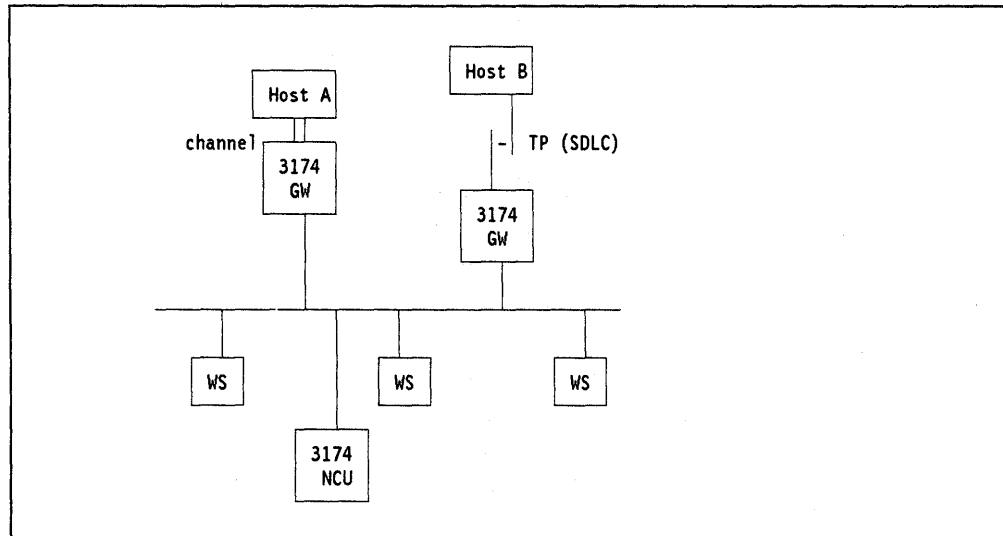 Host A
Host B
channel
TP (SDLC)
3174
GW
3174
GW
WS
WS
WS
3174
NCU